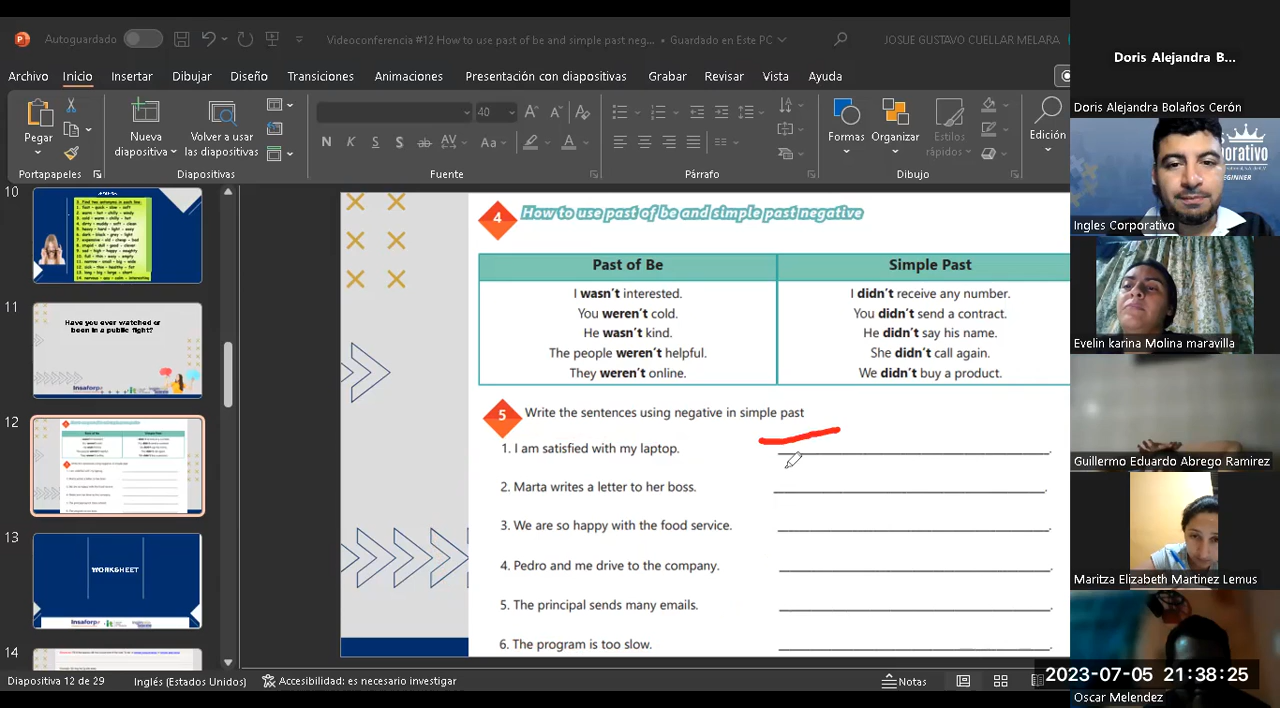 Autoguardado
Videoconferencia #12 How to use past of be and simple past neg... • Guardado en Este PC
JOSUE GUSTAVO CUELLAR MELARA
Archivo Inicio Insertar Dibujar Diseño Transiciones Animaciones Presentación con diapositivas Grabar Revisar Vista Ayuda
Pegar
Nueva diapositiva
Volver a usar las diapositivas
40
N K S S ab AV Aa A
Formas
Organizar
Estilos rápidos
Edición
Portapapeles
Diapositivas
Fuente
Párrafo
Dibujo
10
11
Have you ever watched or
been in a public fight?
Insaforp
12
13
WORKSHEET
14
4
How to use past of be and simple past negative
Past of Be
I wasn't interested.
You weren't cold.
He wasn't kind.
The people weren't helpful.
They weren't online.
Simple Past
I didn't receive any number.
You didn't send a contract.
He didn't say his name.
She didn't call again.
We didn't buy a product.
5
Write the sentences using negative in simple past
1. I am satisfied with my laptop.
2. Marta writes a letter to her boss.
3. We are so happy with the food service.
4. Pedro and me drive to the company.
5. The principal sends many emails.
6. The program is too slow.
Diapositiva 12 de 29
Inglés (Estados Unidos)
Accesibilidad: es necesario investigar
Notas
Doris Alejandra B...
Doris Alejandra Bolaños Cerón
Ingles Corporativo
Evelin karina Molina maravilla
Guillermo Eduardo Abrego Ramirez
Maritza Elizabeth Martinez Lemus
2023-07-05 21:38:25
Oscar Melendez